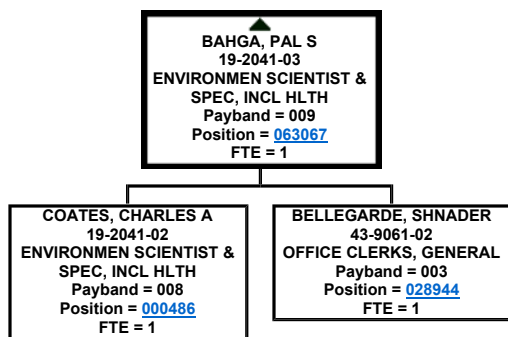 BAHGA, PAL S
19-2041-03
ENVIRONMEN SCIENTIST &
SPEC, INCL HLTH
Payband = 009
Position = 063067
FTE = 1
COATES, CHARLES A
19-2041-02
ENVIRONMEN SCIENTIST &
SPEC, INCL HLTH
Payband = 008
Position = 000486
FTE = 1
BELLEGARDE, SHNADER
43-9061-02
OFFICE CLERKS, GENERAL
Payband = 003
Position = 028944
FTE = 1